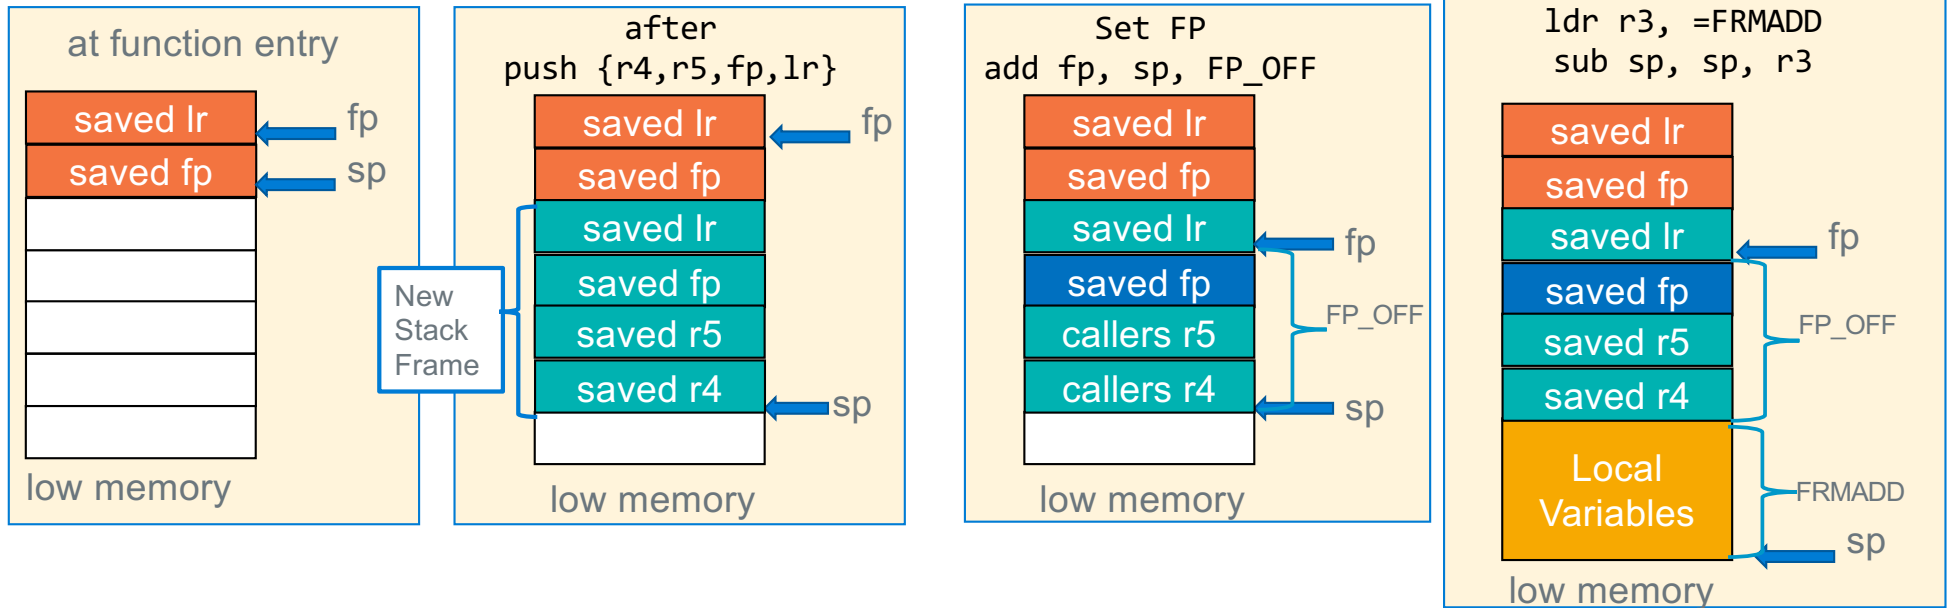 at function entry
saved lr
fp
saved fp
sp
low memory
after
push {r4,r5,fp,lr}
saved lr
fp
saved fp
saved lr
saved fp
saved r5
saved r4
sp
New
Stack
Frame
low memory
Set FP
add fp, sp, FP_OFF
saved lr
saved fp
saved lr
fp
saved fp
callers r5
FP_OFF
callers r4
sp
low memory
ldr r3, =FRMADD
sub sp, sp, r3
saved lr
saved fp
saved lr
fp
saved fp
FP_OFF
saved r5
saved r4
Local
Variables
FRMADD
sp
low memory